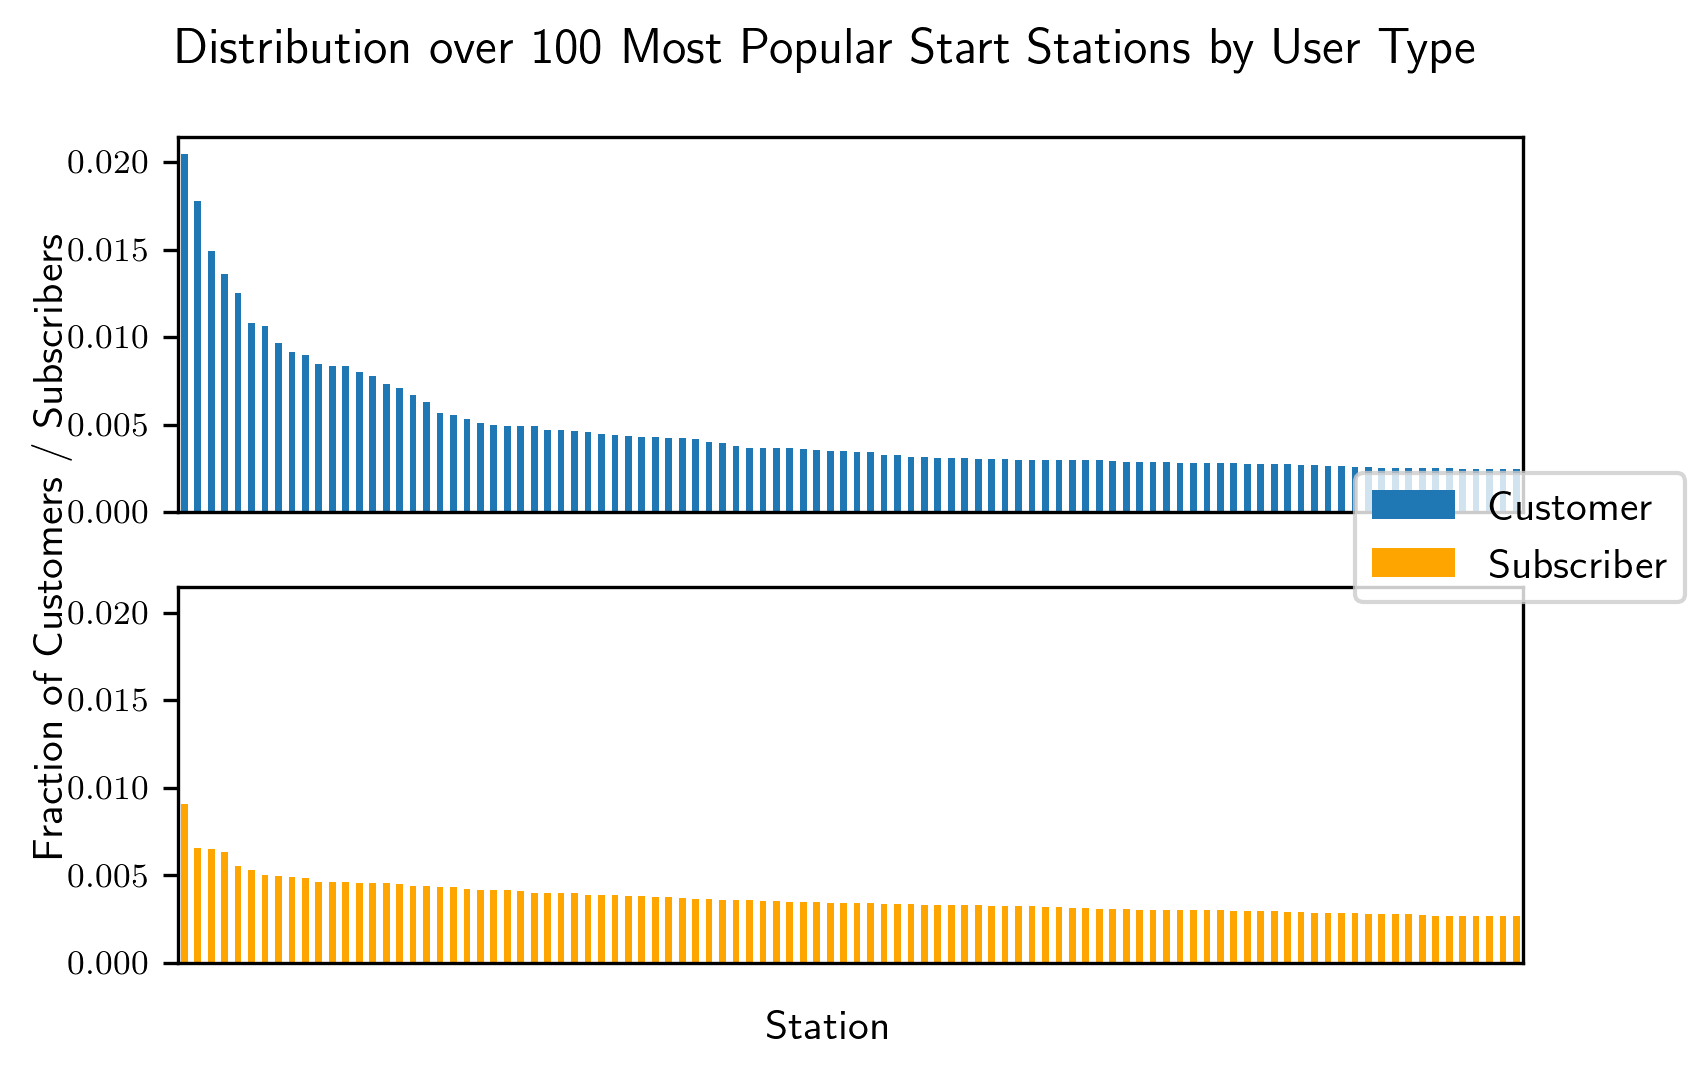 Distribution over 100 Most Popular Start Stations by User Type
Fraction of Customers / Subscribers
0.020
0.015
0.010
0.005
0.000
Customer
Subscriber
0.020
0.015
0.010
0.005
0.000
Station